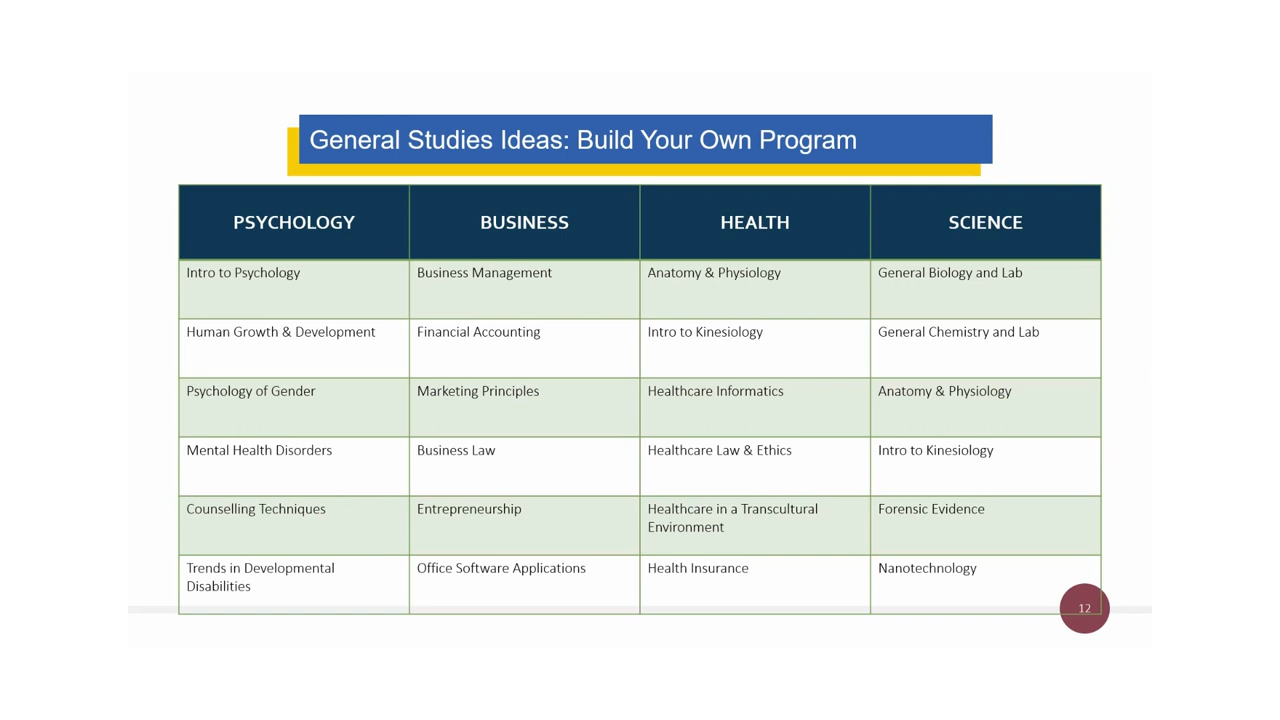 General Studies Ideas: Build Your Own Program
PSYCHOLOGY BUSINESS HEALTH SCIENCE
Intro to Psychology Business Management Anatomy & Physiology General Biology and Lab
Human Growth & Development Financial Accounting Intro to Kinesiology General Chemistry and Lab
Psychology of Gender Marketing Principles Healthcare Informatics Anatomy & Physiology
Mental Health Disorders Business Law Healthcare Law & Ethics Intro to Kinesiology
Counselling Techniques Entrepreneurship Healthcare in a Transcultural Forensic Evidence
Environment
Trends in Developmental Office Software Applications Health Insurance Nanotechnology
Disabilities
12